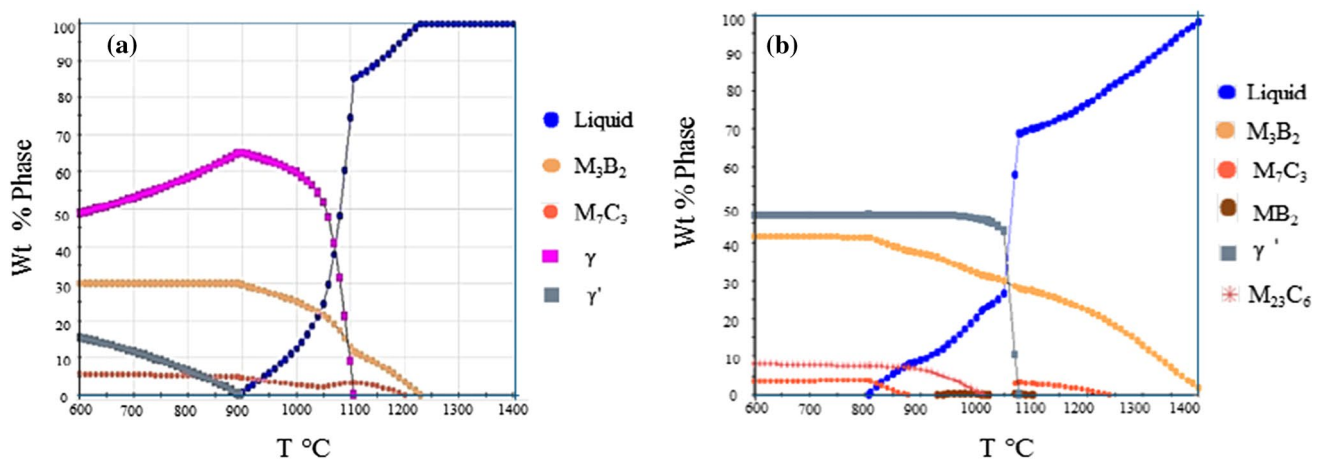 (a)
100
90
80
70
60
50
40
30
20
10
0
600 700 800 900 1000 1100 1200 1300 1400
Wt % Phase
T °C
Liquid
M₃B₂
M₇C₃
γ
γ'
(b)
100
90
80
70
60
50
40
30
20
10
0
600 800 900 1000 1100 1200 1300 1400
Wt % Phase
T °C
Liquid
M₃B₂
M₇C₃
MB₂
γ '
M₂₃C₆